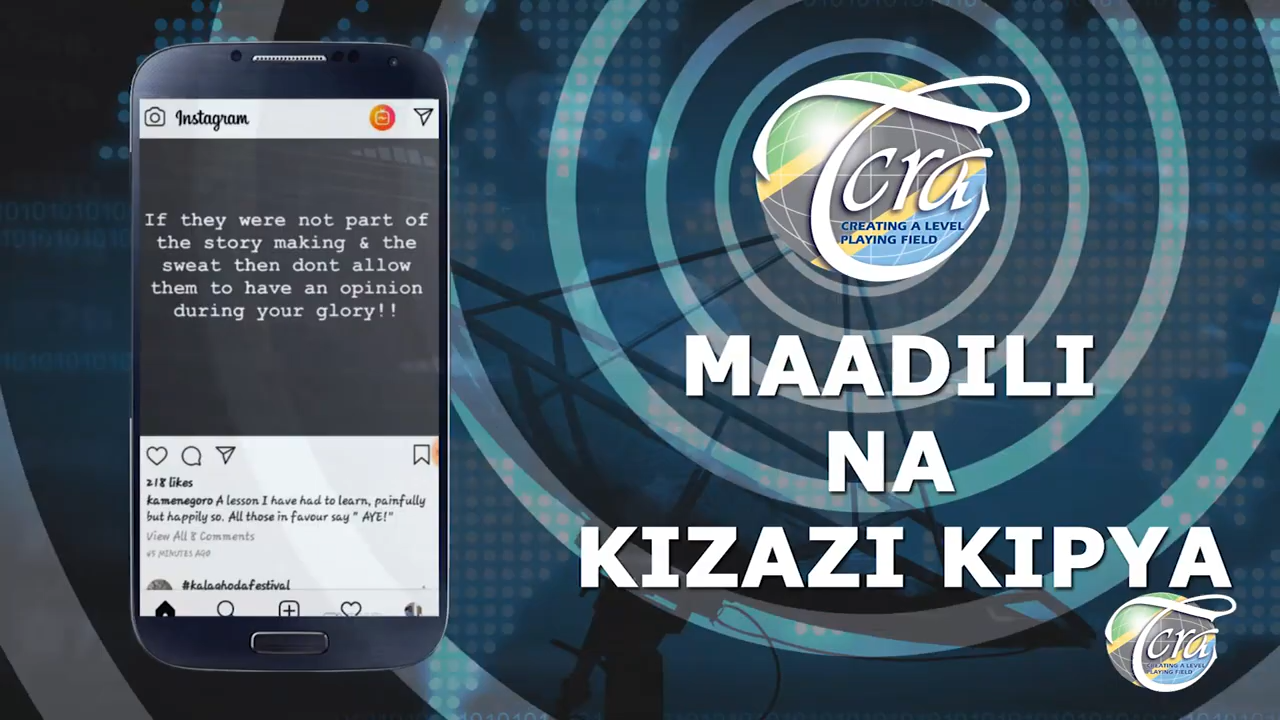 Instagram
If they were not part of
the story making & the
sweat then dont allow
them to have an opinion
during your glory!!
218 likes
kamenegoro A lesson I have had to learn, painfully
but happily so. All those in favour say " AYE!"
View All 8 Comments
45 MINUTES AGO
#kalaghodafestival
Tcra
CREATING A LEVEL
PLAYING FIELD
MAADILI
NA
KIZAZI KIPYA
Tcra
CREATING A LEVEL
PLAYING FIELD